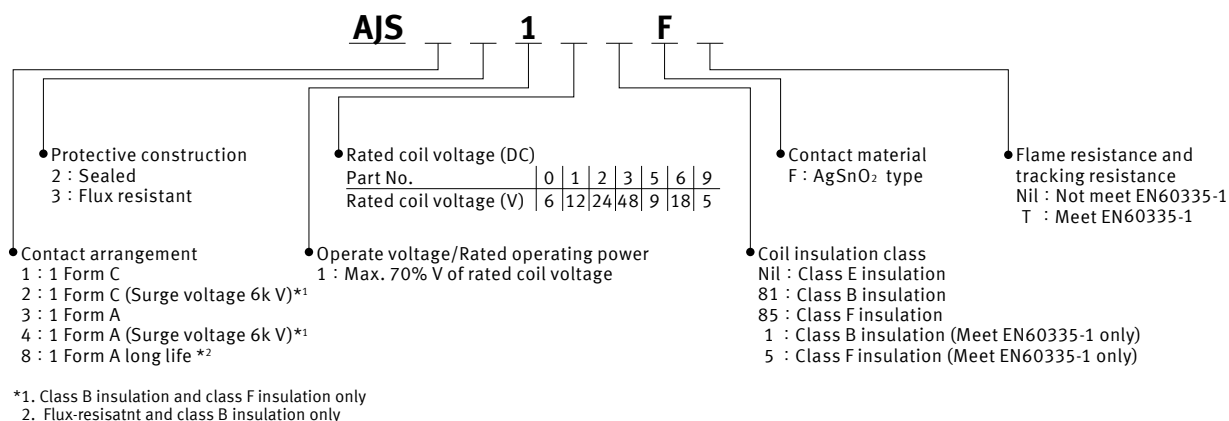 AJS 1 F
Protective construction
2 : Sealed
3 : Flux resistant
Rated coil voltage (DC)
Part No. 0 1 2 3 5 6 9
Rated coil voltage (V) 6 12 24 48 9 18 5
Contact material
F : AgSnO2 type
Flame resistance and
tracking resistance
Nil : Not meet EN60335-1
T : Meet EN60335-1
Contact arrangement
1 : 1 Form C
2 : 1 Form C (Surge voltage 6k V)*1
3 : 1 Form A
4 : 1 Form A (Surge voltage 6k V)*1
8 : 1 Form A long life *2
Operate voltage/Rated operating power
1 : Max. 70% V of rated coil voltage
Coil insulation class
Nil : Class E insulation
81 : Class B insulation
85 : Class F insulation
1 : Class B insulation (Meet EN60335-1 only)
5 : Class F insulation (Meet EN60335-1 only)
*1. Class B insulation and class F insulation only
2. Flux-resisatnt and class B insulation only